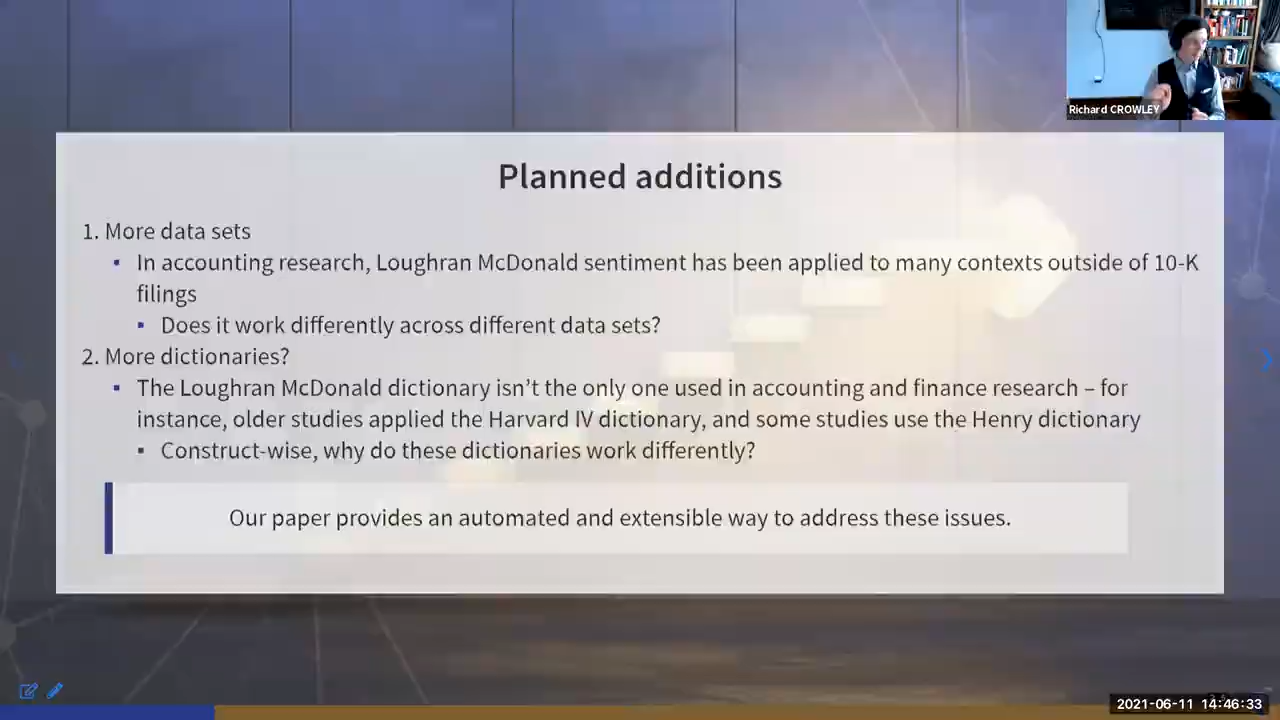 Richard CROWLEY
Planned additions
1. More data sets
▪ In accounting research, Loughran McDonald sentiment has been applied to many contexts outside of 10-K
filings
▪ Does it work differently across different data sets?
2. More dictionaries?
▪ The Loughran McDonald dictionary isn’t the only one used in accounting and finance research – for
instance, older studies applied the Harvard IV dictionary, and some studies use the Henry dictionary
▪ Construct-wise, why do these dictionaries work differently?
Our paper provides an automated and extensible way to address these issues.
2021-06-11 14:46:33